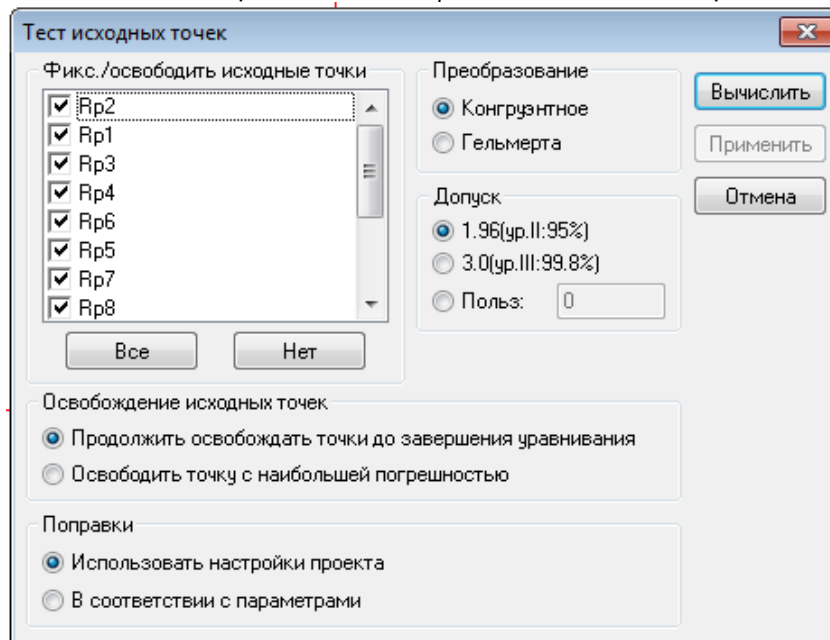 Тест исходных точек
Фикс./освободить исходные точки
Rp2
Rp1
Rp3
Rp4
Rp6
Rp5
Rp7
Rp8
Все
Нет
Преобразование
Конгруэнтное
Гельмерта
Допуск
1.96(ур.II:95%)
3.0(ур.III:99.8%)
Польз:
0
Вычислить
Применить
Отмена
Освобождение исходных точек
Продолжить освобождать точки до завершения уравнивания
Освободить точку с наибольшей погрешностью
Поправки
Использовать настройки проекта
В соответствии с параметрами